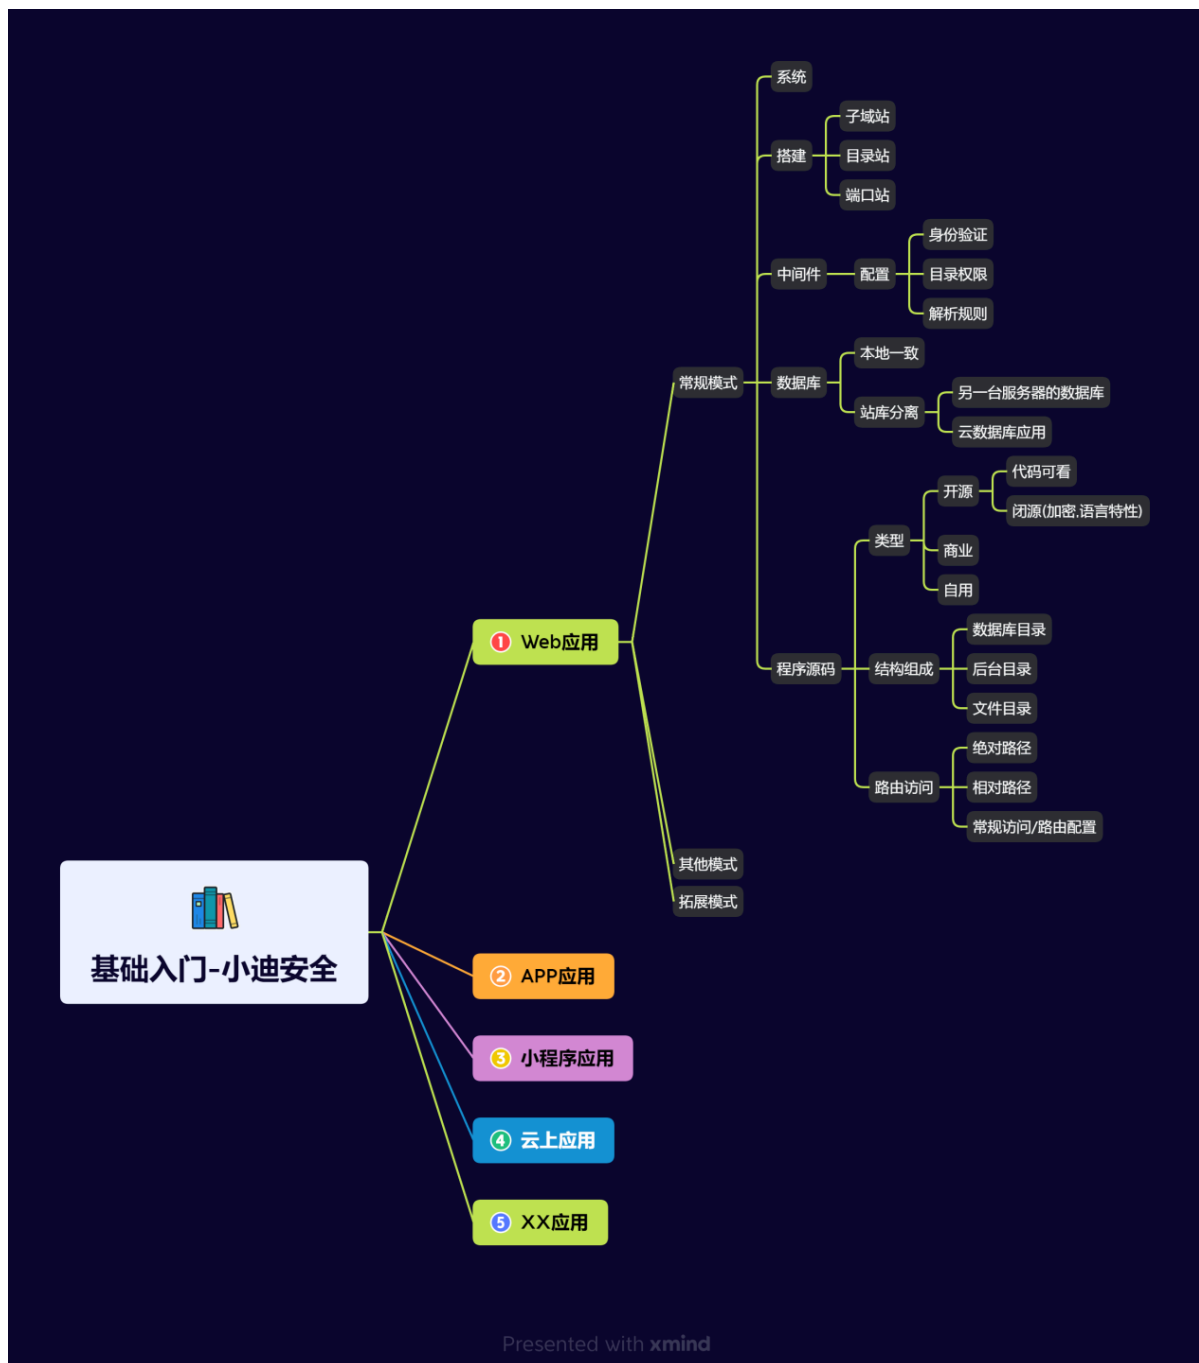 基础入门-小迪安全
1 Web应用
常规模式
系统
搭建
子域站
目录站
端口站
中间件
配置
身份验证
目录权限
解析规则
数据库
本地一致
站库分离
另一台服务器的数据库
云数据库应用
程序源码
类型
开源
代码可看
闭源(加密,语言特性)
商业
自用
结构组成
数据库目录
后台目录
文件目录
路由访问
绝对路径
相对路径
常规访问/路由配置
其他模式
拓展模式
2 APP应用
3 小程序应用
4 云上应用
5 XX应用
Presented with xmind